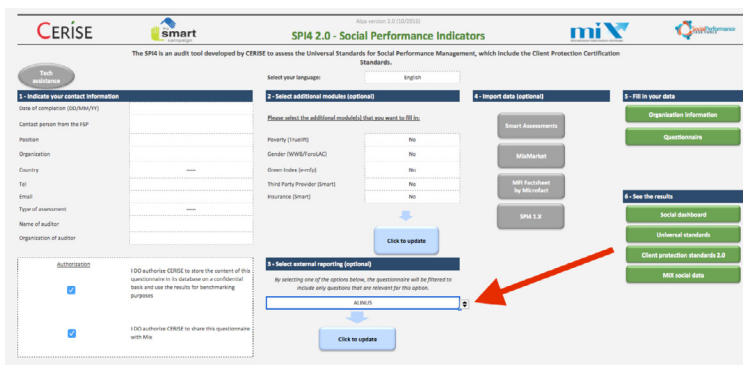 Alpa version 2.0 (10/2016)
CERISE
smart
campaign
SPI4 2.0 - Social Performance Indicators
mix
The SPI4 is an audit tool developed by CERISE to assess the Universal Standards for Social Performance Management, which include the Client Protection Certification
Standards.
Tech
assistance
Select your language:
English
1 - Indicate your contact information
Date of completion (DD/MM/YY)
Contact person from the FSP
Position
Organization
Country
-----
Tel
Email
Type of assessment
-----
Name of auditor
Organization of auditor
Authorization
I DO authorize CERISE to store the content of this
questionnaire in its database on a confidential
basis and use the results for benchmarking
purposes
I DO authorize CERISE to share this questionnaire
with Mix
2 - Select additional modules (optional)
Please select the additional module(s) that you want to fill in:
Poverty (Truelift)
No
Gender (WWB/ForoLAC)
No
Green Index (e-mfp)
No
Third Party Provider (Smart)
No
Insurance (Smart)
No
Click to update
3 - Select external reporting (optional)
By selecting one of the options below, the questionnaire will be filtered to
include only questions that are relevant for this option.
ALINUS
Click to update
4 - Import data (optional)
Smart Assessments
MixMarket
MFI Factsheet
by Microfact
SPI4 1.X
5 - Fill in your data
Organization information
Questionnaire
6 - See the results
Social dashboard
Universal standards
Client protection standards 2.0
MIX social data